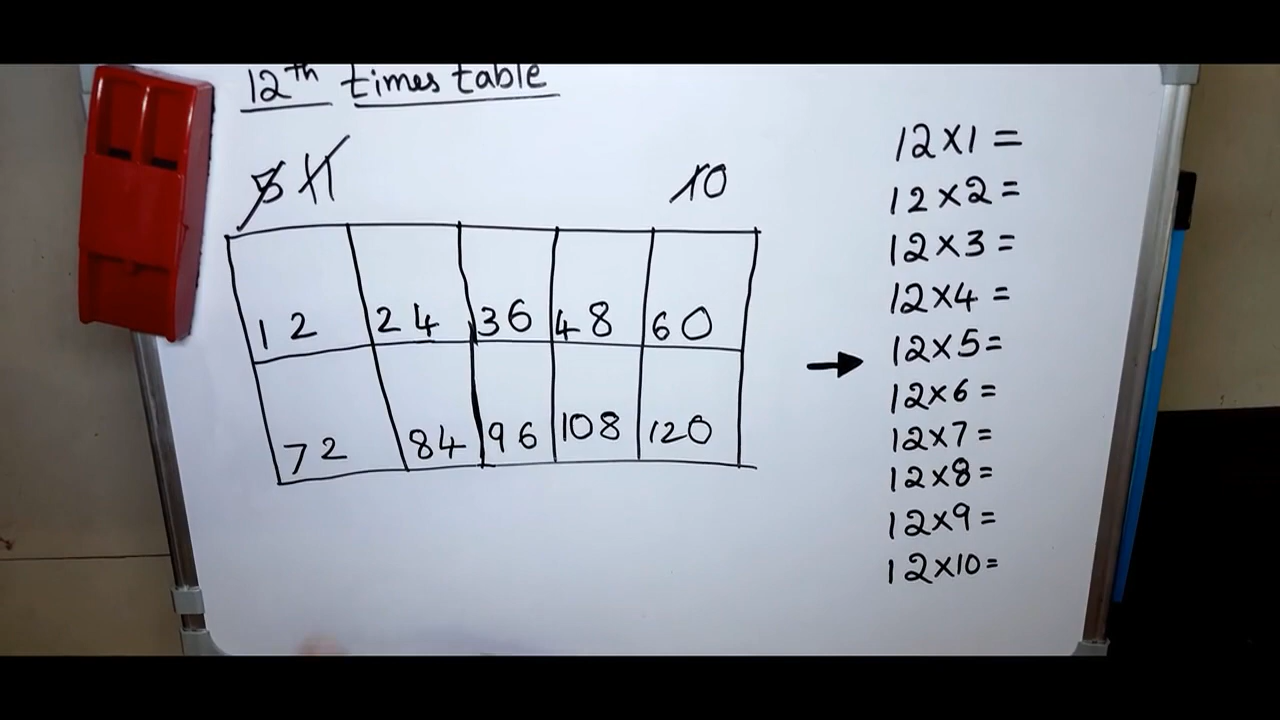 12th times table
5 11 10
12 24 36 48 60
72 84 96 108 120
12×1=
12×2=
12×3=
12×4=
12×5=
12×6=
12×7=
12×8=
12×9=
12×10=